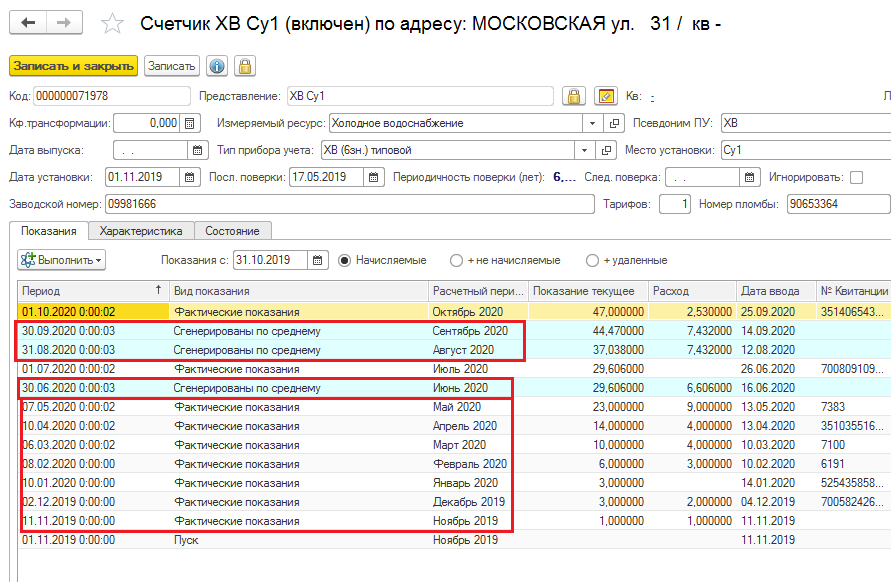 Счетчик ХВ Су1 (включен) по адресу: МОСКОВСКАЯ ул. 31 / кв -
Записать и закрыть Записать
Код: 000000071978 Представление: ХВ Су1 Кв: -
Кф.трансформации: 0,000 Измеряемый ресурс: Холодное водоснабжение Псевдоним ПУ: ХВ
Дата выпуска: . . Тип прибора учета: ХВ (6зн.) типовой Место установки: Су1
Дата установки: 01.11.2019 Посл. поверки: 17.05.2019 Периодичность поверки (лет): 6,... След. поверка: . . Игнорировать:
Заводской номер: 09981666 Тарифов: 1 Номер пломбы: 90653364
Показания Характеристика Состояние
Выполнить Показания с: 31.10.2019 Начисляемые + не начисляемые + удаленные
Период ↑ Вид показания Расчетный пери... Показание текущее Расход Дата ввода № Квитанции
01.10.2020 0:00:02 Фактические показания Октябрь 2020 47,000000 2,530000 25.09.2020 351406543...
30.09.2020 0:00:03 Сгенерированы по среднему Сентябрь 2020 44,470000 7,432000 14.09.2020
31.08.2020 0:00:03 Сгенерированы по среднему Август 2020 37,038000 7,432000 12.08.2020
01.07.2020 0:00:02 Фактические показания Июль 2020 29,606000 26.06.2020 700809109...
30.06.2020 0:00:03 Сгенерированы по среднему Июнь 2020 29,606000 6,606000 16.06.2020
07.05.2020 0:00:02 Фактические показания Май 2020 23,000000 9,000000 13.05.2020 7383
10.04.2020 0:00:02 Фактические показания Апрель 2020 14,000000 4,000000 13.04.2020 351035516...
06.03.2020 0:00:02 Фактические показания Март 2020 10,000000 4,000000 10.03.2020 7100
08.02.2020 0:00:00 Фактические показания Февраль 2020 6,000000 3,000000 10.02.2020 6191
10.01.2020 0:00:00 Фактические показания Январь 2020 3,000000 14.01.2020 525435858...
02.12.2019 0:00:00 Фактические показания Декабрь 2019 3,000000 2,000000 04.12.2019 700582426...
11.11.2019 0:00:00 Фактические показания Ноябрь 2019 1,000000 1,000000 11.11.2019
01.11.2019 0:00:00 Пуск Ноябрь 2019 11.11.2019